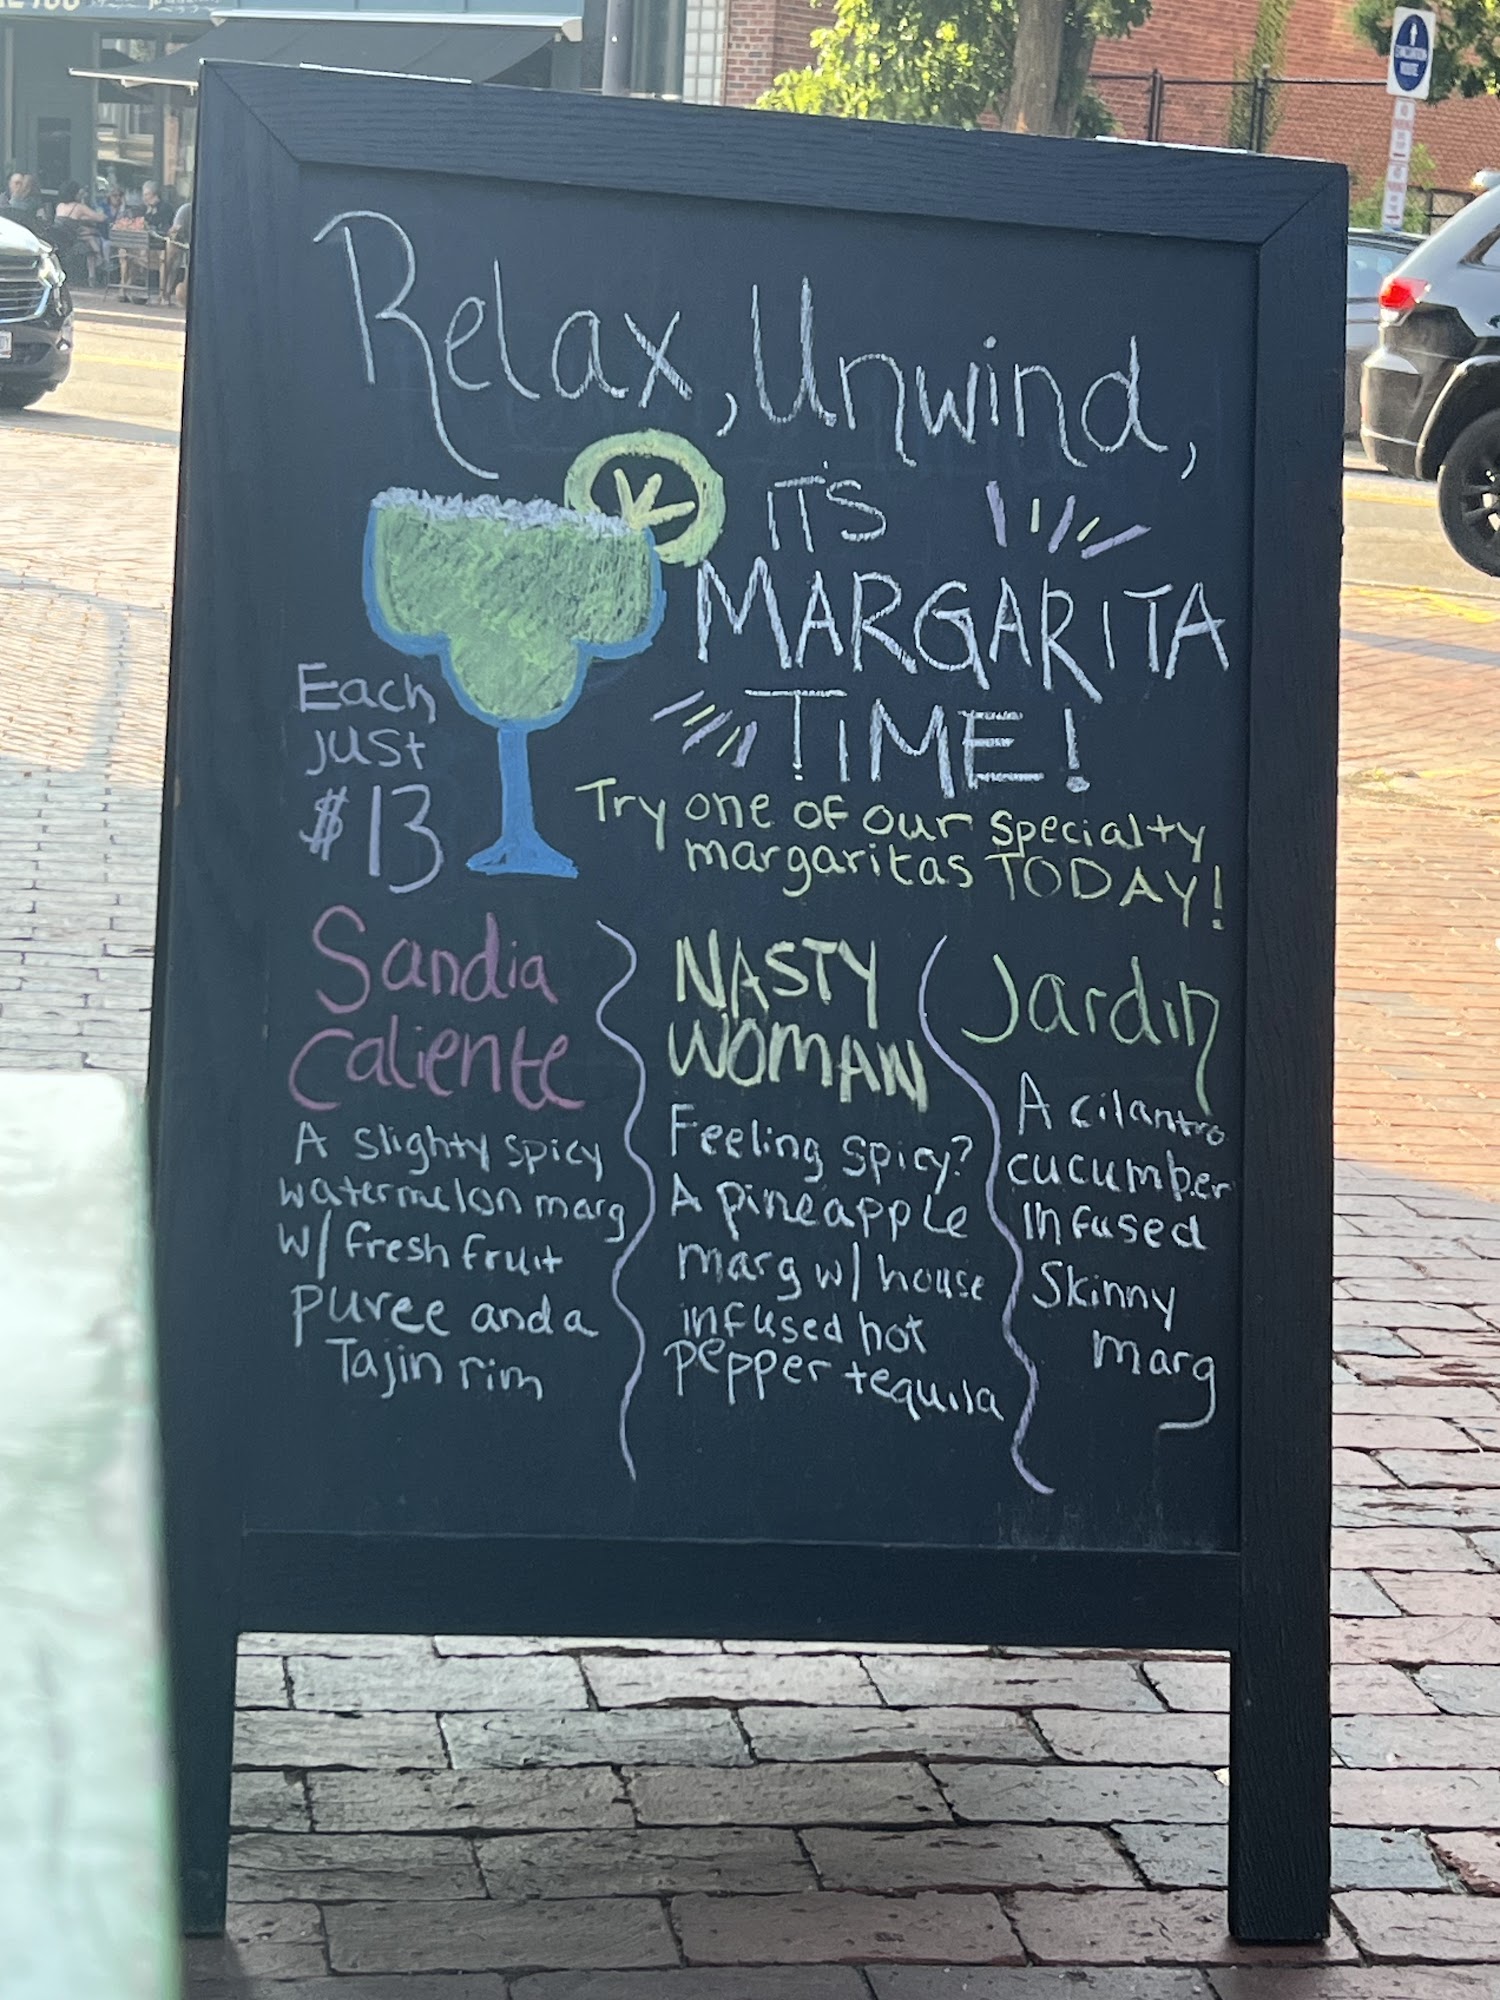 Relax, Unwind,
IT'S
MARGARITA
TIME!
Each
just
$13
Try one of our specialty
margaritas TODAY!
Sandia
Caliente
A slighty spicy
watermelon marg
w/ fresh fruit
puree and a
Tajin rim
NASTY
WOMAN
Feeling spicy?
A pineapple
marg w/ house
infused hot
pepper tequila
Jardin
A cilantro
cucumber
infused
Skinny
marg
ROUTE